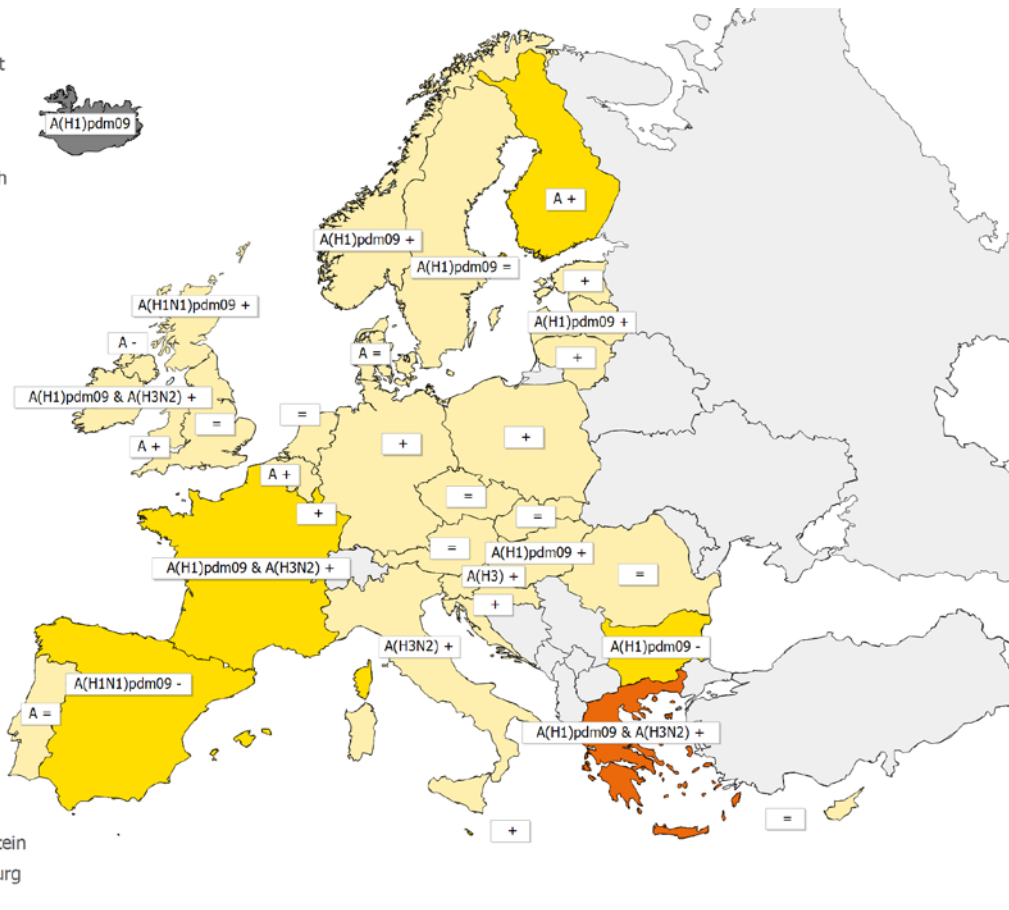 t
A(H1)pdm09
h
A +
A(H1)pdm09 +
A(H1)pdm09 =
+
A(H1N1)pdm09 +
A(H1)pdm09 +
A -
A =
+
A(H1)pdm09 & A(H3N2) +
=
=
A +
+
+
A +
=
+
=
=
A(H1)pdm09 +
A(H1)pdm09 & A(H3N2) +
A(H3) +
=
+
A(H3N2) +
A(H1)pdm09 -
A(H1N1)pdm09 -
A =
A(H1)pdm09 & A(H3N2) +
=
+
tein
urg